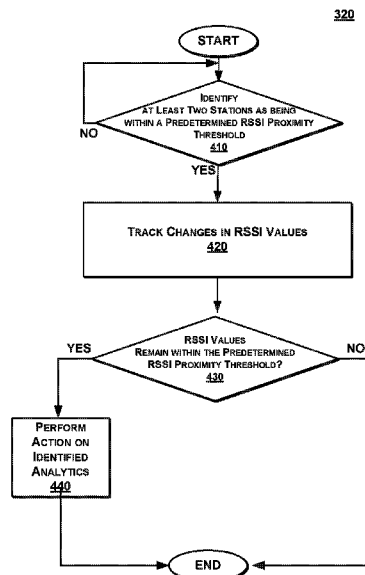 320
START
IDENTIFY
AT LEAST TWO STATIONS AS BEING
WITHIN A PREDETERMINED RSSI PROXIMITY
THRESHOLD
410
NO
YES
TRACK CHANGES IN RSSI VALUES
420
RSSI VALUES
REMAIN WITHIN THE PREDETERMINED
RSSI PROXIMITY THRESHOLD?
430
YES
NO
PERFORM
ACTION ON
IDENTIFIED
ANALYTICS
440
END